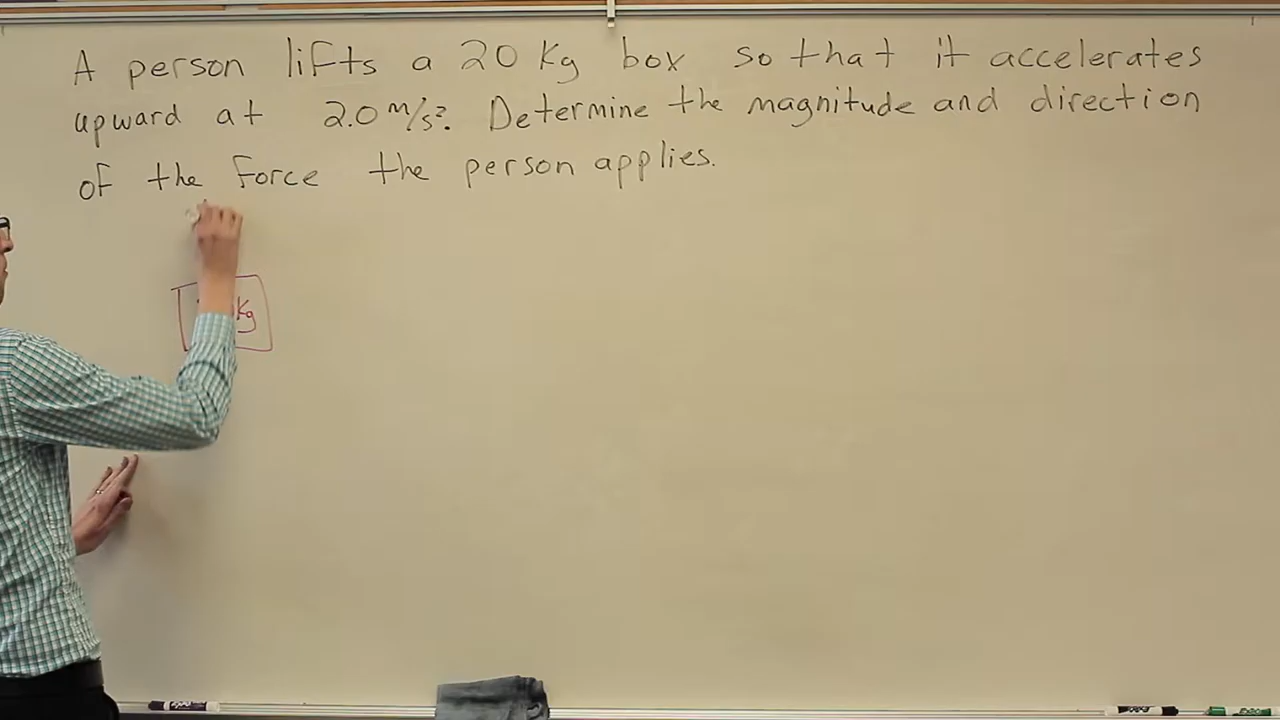 A person lifts a 20 Kg box so that it accelerates
upward at 2.0 m/s². Determine the magnitude and direction
of the force the person applies.
Kg